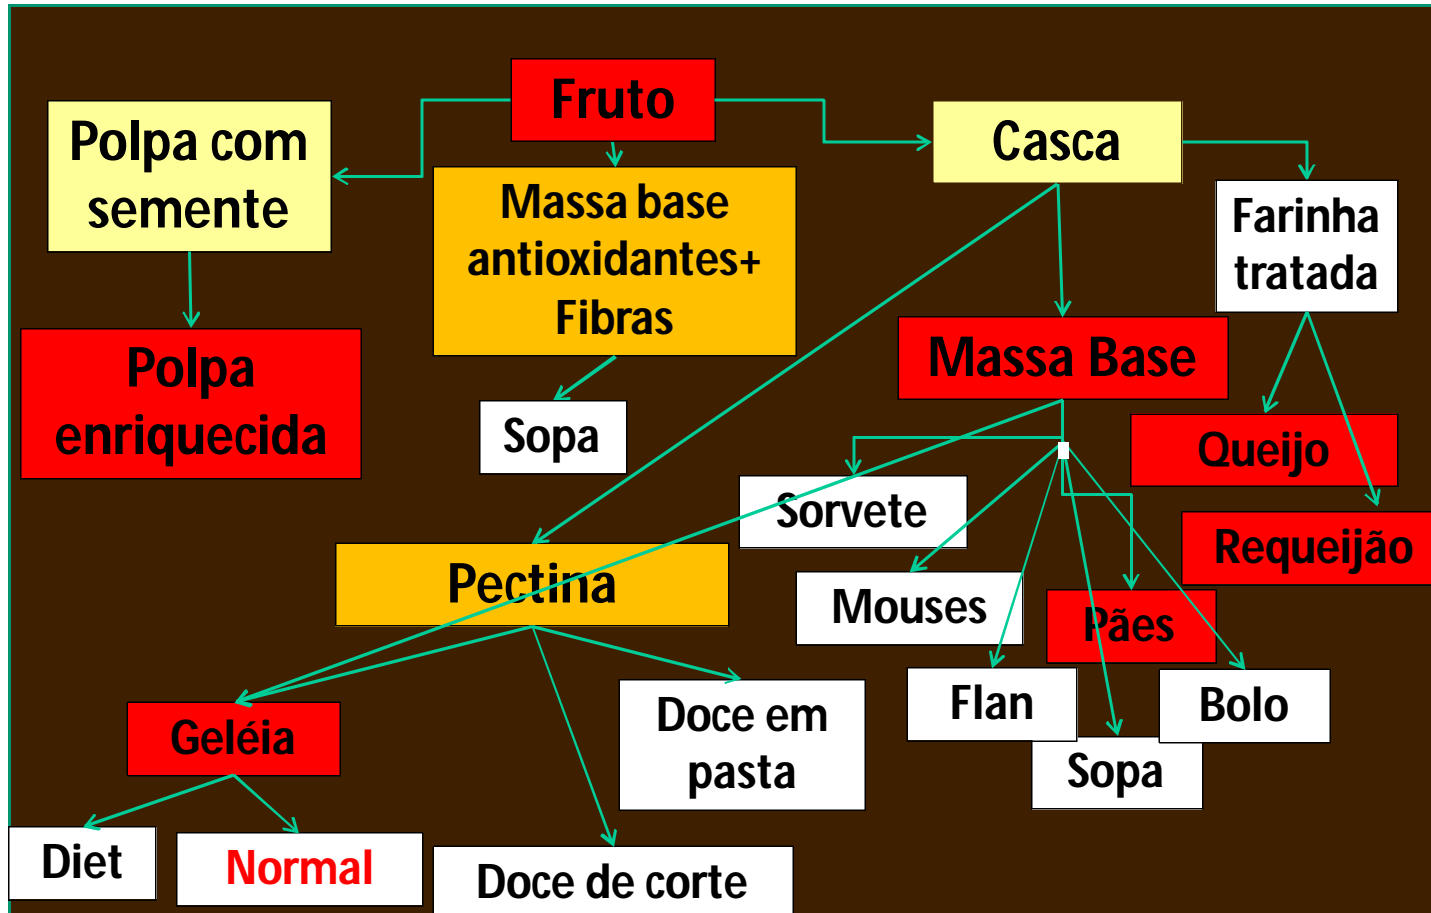 Fruto
Polpa com
semente
Casca
Massa base
antioxidantes+
Fibras
Farinha
tratada
Polpa
enriquecida
Massa Base
Sopa
Queijo
Sorvete
Requeijão
Pectina
Mouses
Pães
Flan
Bolo
Geléia
Doce em
pasta
Sopa
Diet
Normal
Doce de corte